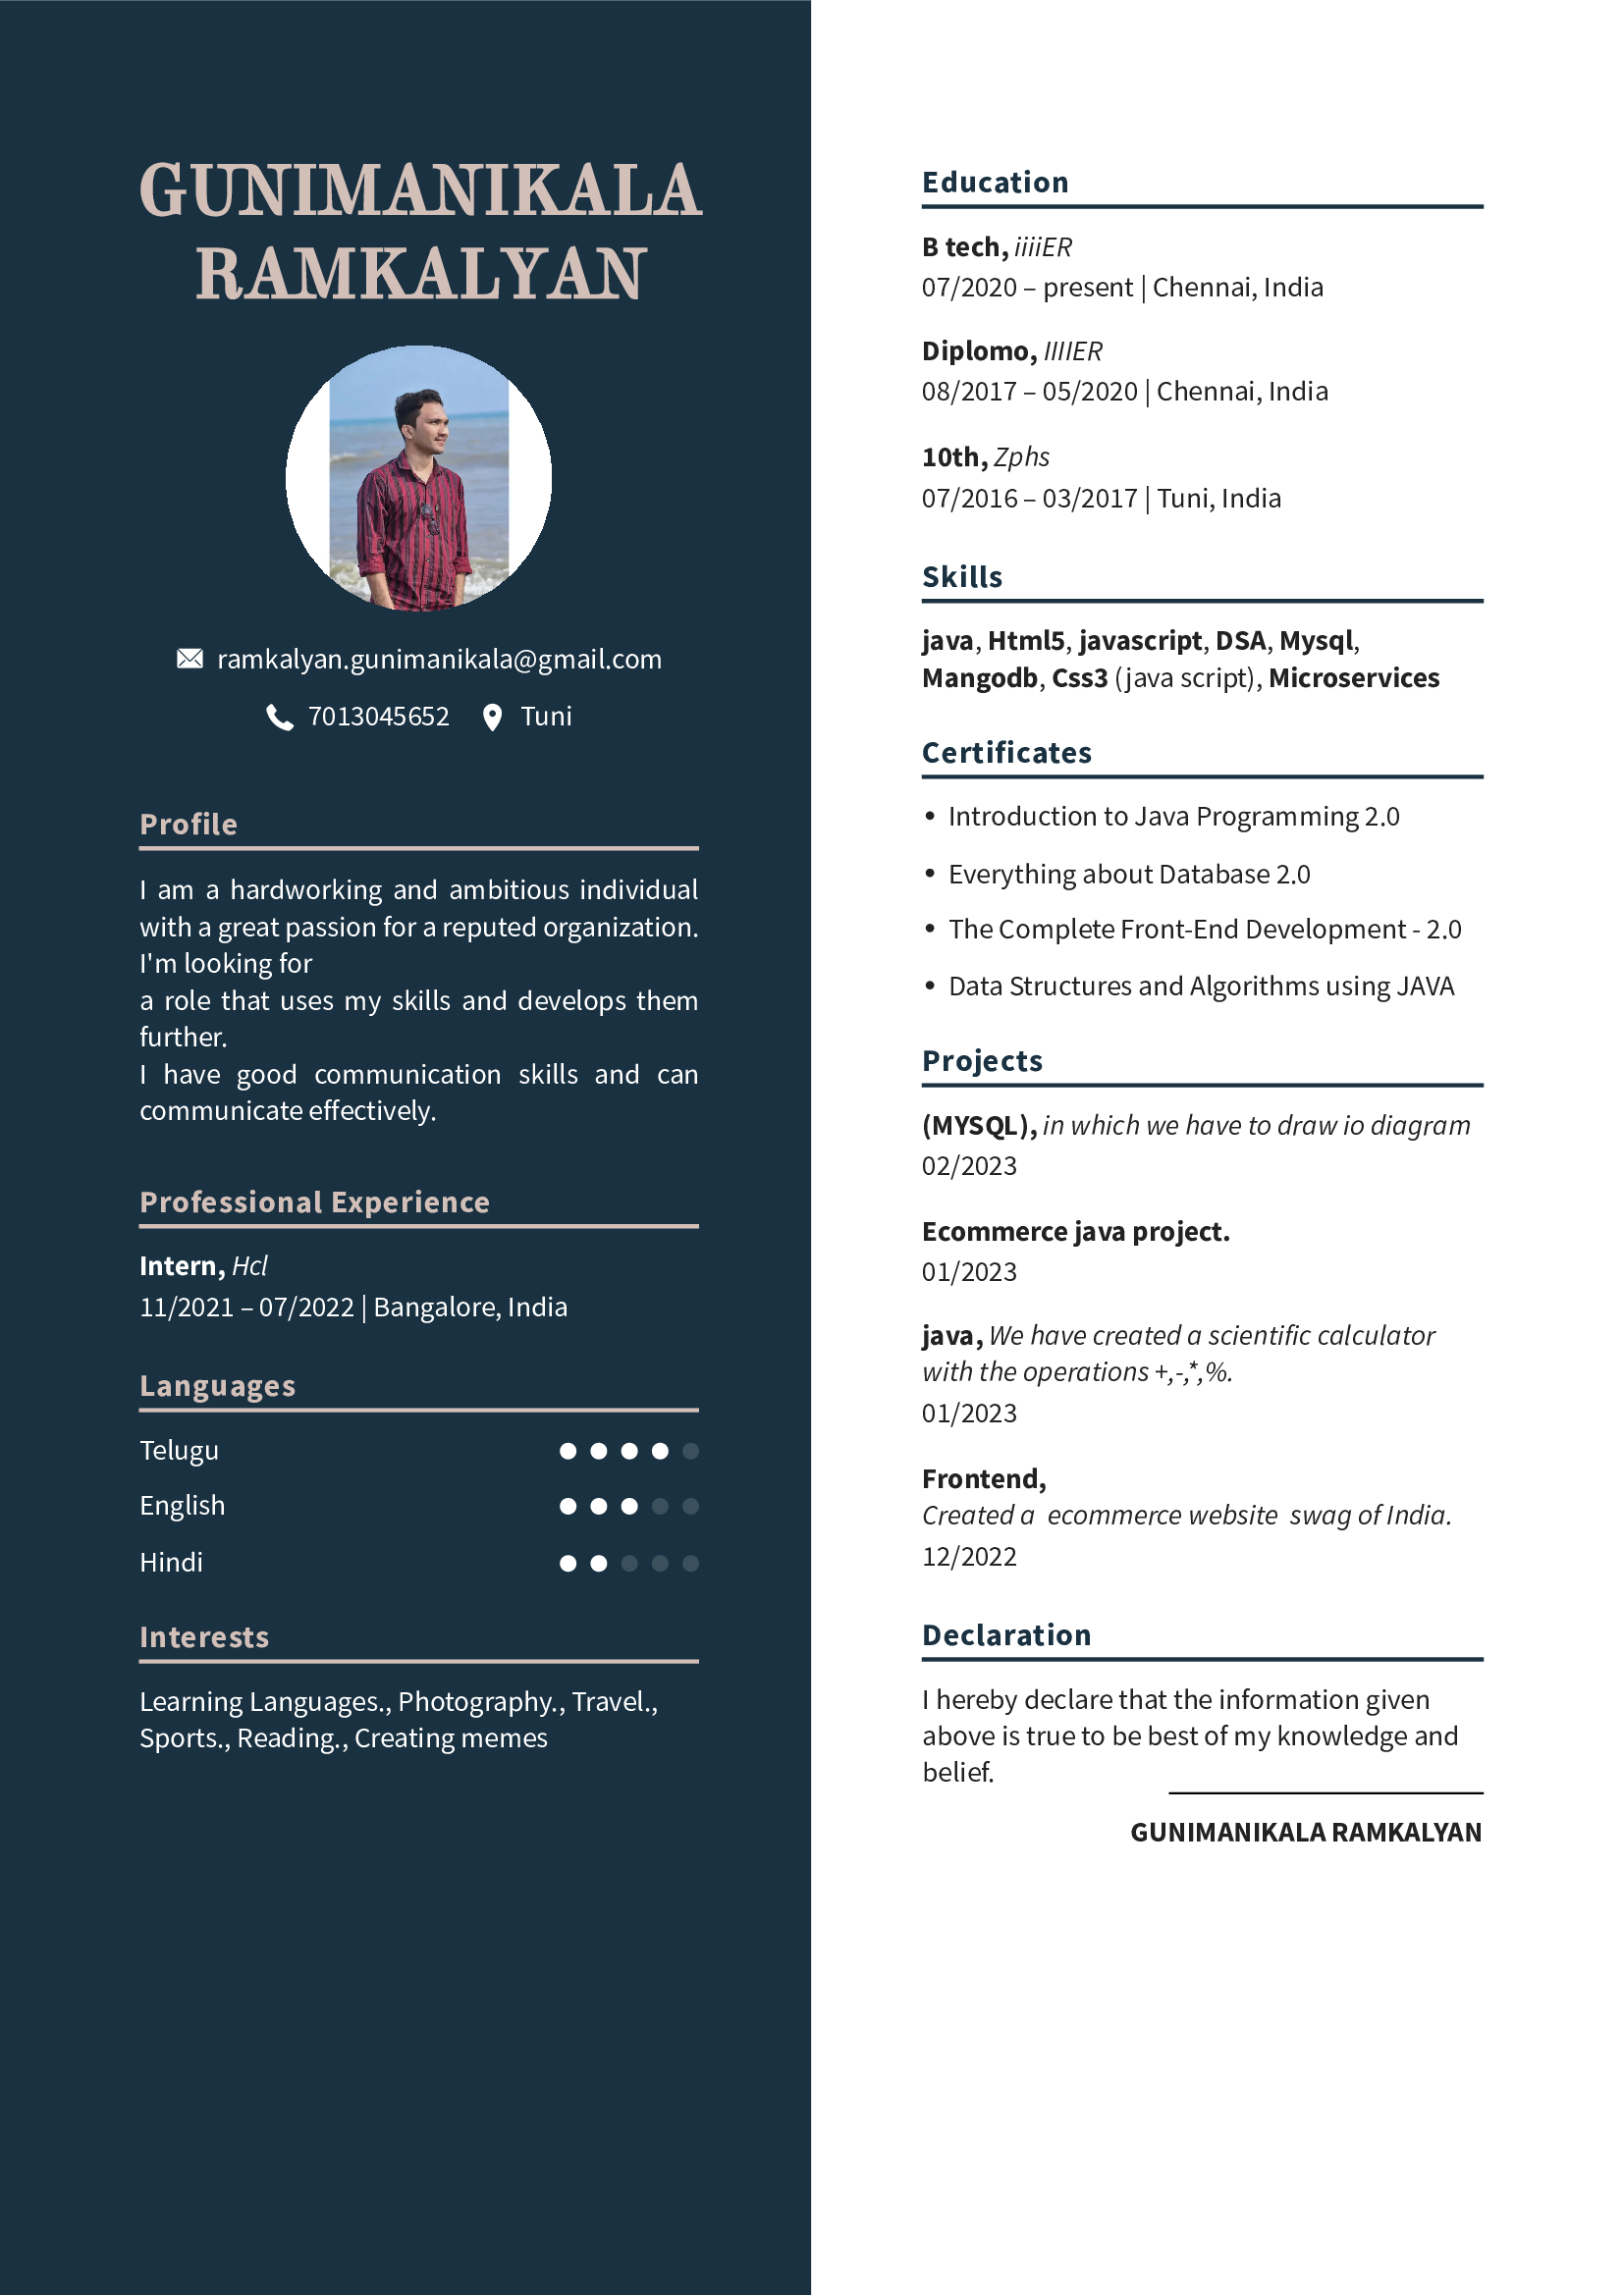 GUNIMANIKALA
RAMKALYAN
ramkalyan.gunimanikala@gmail.com
7013045652 Tuni
Profile
I am a hardworking and ambitious individual
with a great passion for a reputed organization.
I'm looking for
a role that uses my skills and develops them
further.
I have good communication skills and can
communicate effectively.
Professional Experience
Intern, Hcl
11/2021 – 07/2022 | Bangalore, India
Languages
Telugu
English
Hindi
Interests
Learning Languages., Photography., Travel.,
Sports., Reading., Creating memes
Education
B tech, iiiiER
07/2020 – present | Chennai, India
Diplomo, IIIIER
08/2017 – 05/2020 | Chennai, India
10th, Zphs
07/2016 – 03/2017 | Tuni, India
Skills
java, Html5, javascript, DSA, Mysql,
Mangodb, Css3 (java script), Microservices
Certificates
• Introduction to Java Programming 2.0
• Everything about Database 2.0
• The Complete Front-End Development - 2.0
• Data Structures and Algorithms using JAVA
Projects
(MYSQL), in which we have to draw io diagram
02/2023
Ecommerce java project.
01/2023
java, We have created a scientific calculator
with the operations +,-,*,%.
01/2023
Frontend,
Created a  ecommerce website  swag of India.
12/2022
Declaration
I hereby declare that the information given
above is true to be best of my knowledge and
belief.
GUNIMANIKALA RAMKALYAN